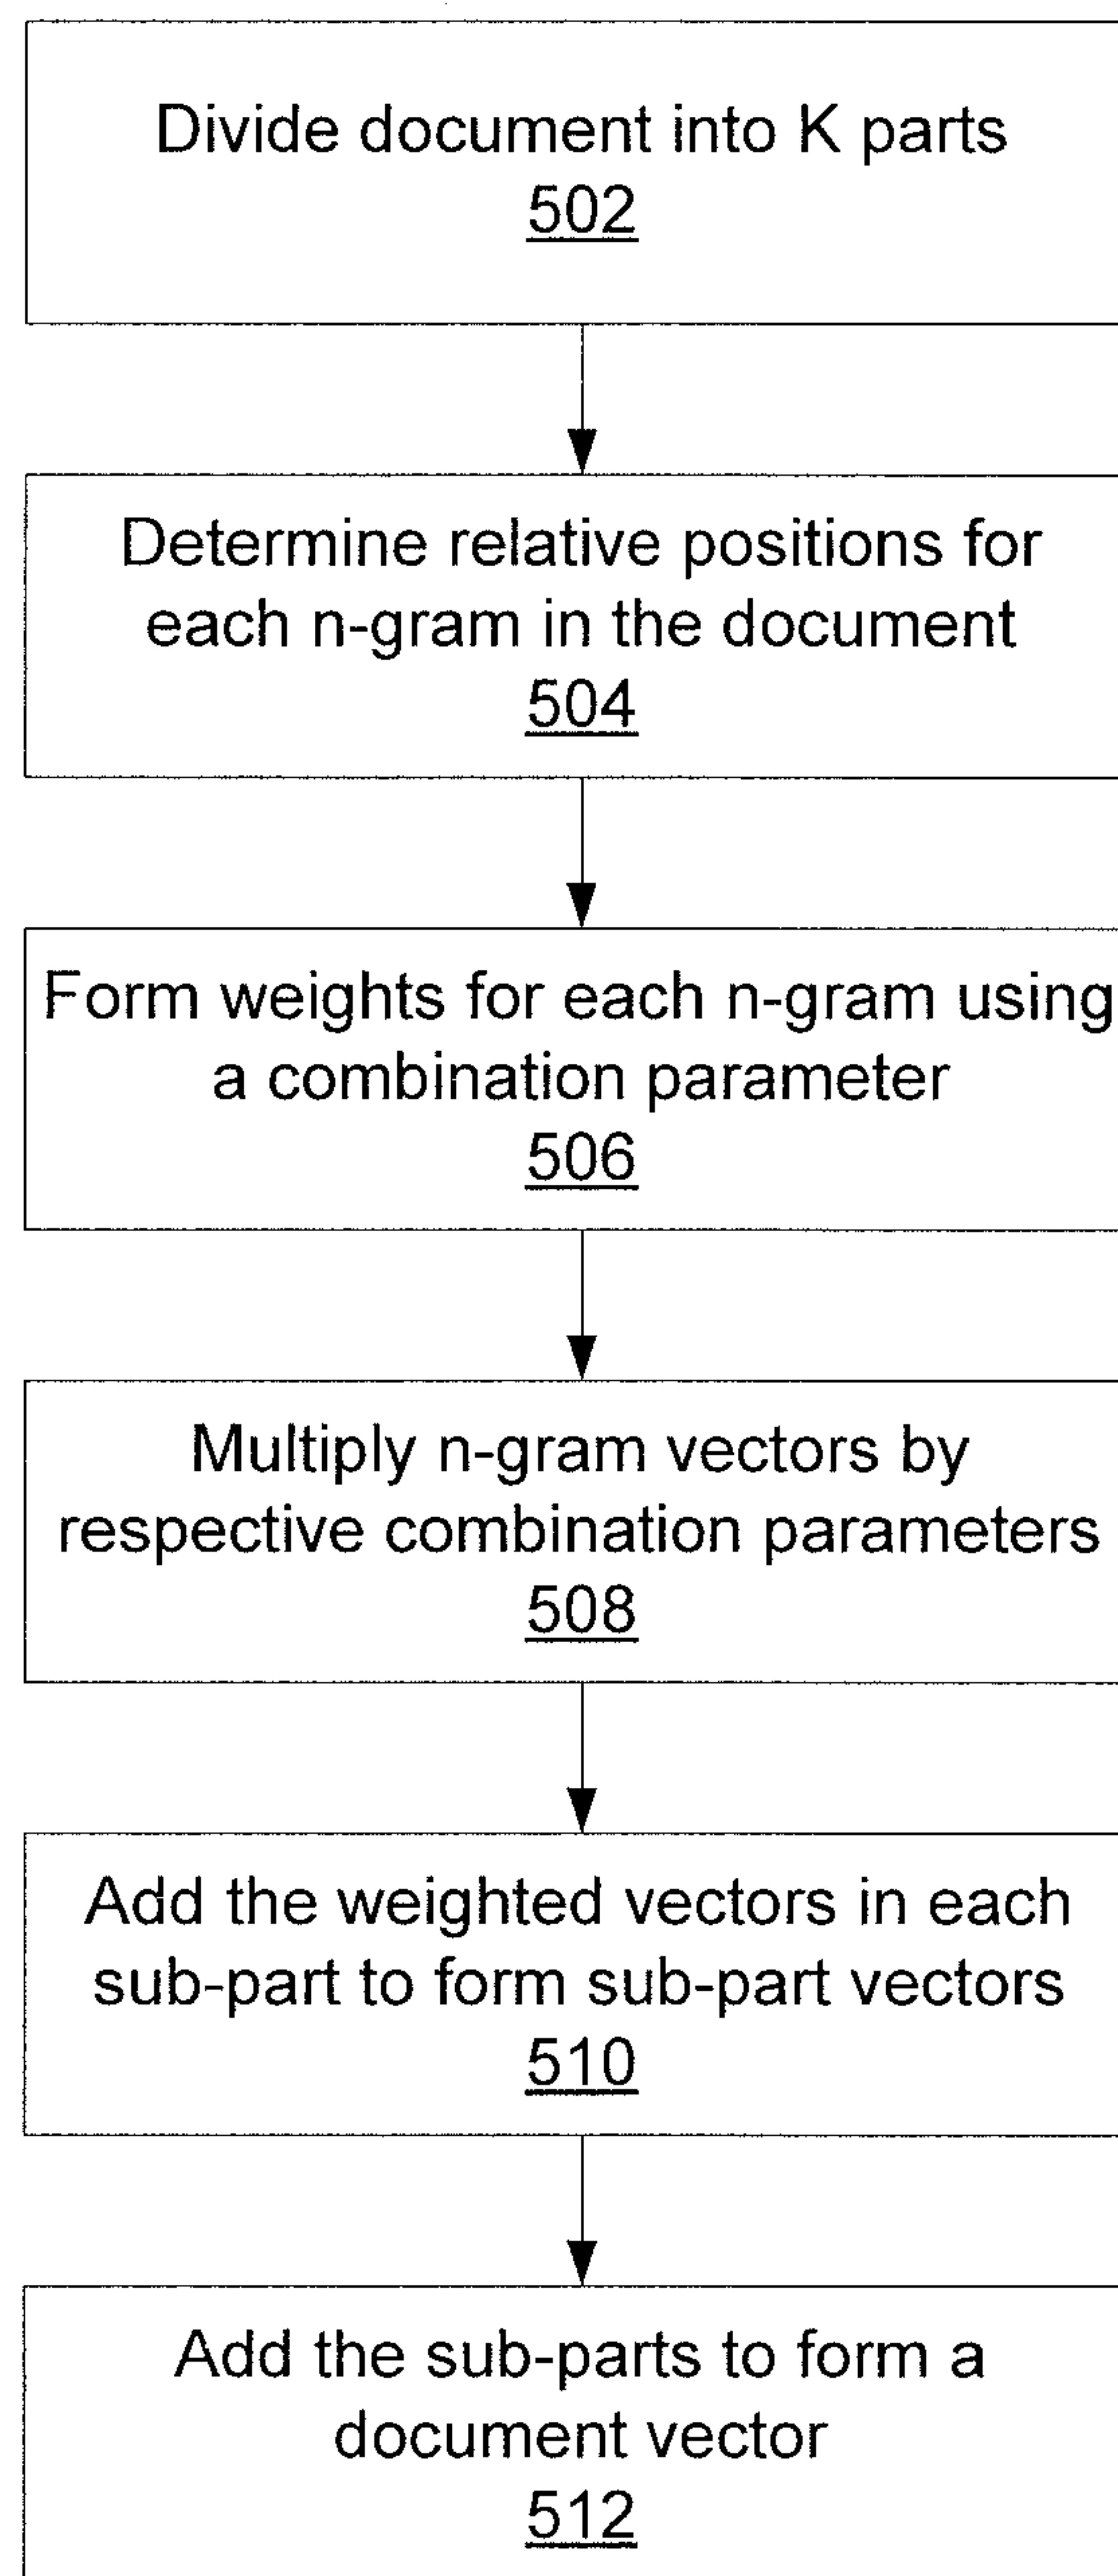 Divide document into K parts
502
Determine relative positions for
each n-gram in the document
504
Form weights for each n-gram using
a combination parameter
506
Multiply n-gram vectors by
respective combination parameters
508
Add the weighted vectors in each
sub-part to form sub-part vectors
510
Add the sub-parts to form a
document vector
512